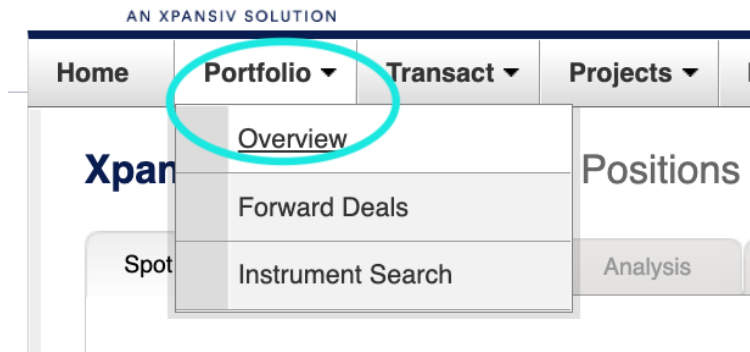 AN XPANSIV SOLUTION
Home Portfolio Transact Projects
Overview
Xpan Positions
Forward Deals
Spot Analysis
Instrument Search